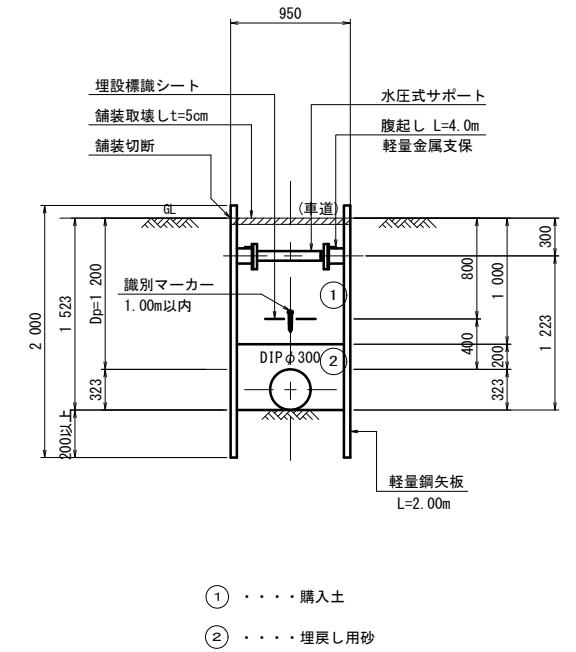 950
埋設標識シート
舗装取壊しt=5cm
舗装切断
水圧式サポート
腹起し L=4.0m
軽量金属支保
GL
(車道)
識別マーカー
1.00m以内
①
DIPφ300
②
2 000
1 523
200以上
Dp=1 200
323
800
400
1 000
200
323
300
1 223
軽量鋼矢板
L=2.00m
① ・・・・購入土
② ・・・・埋戻し用砂